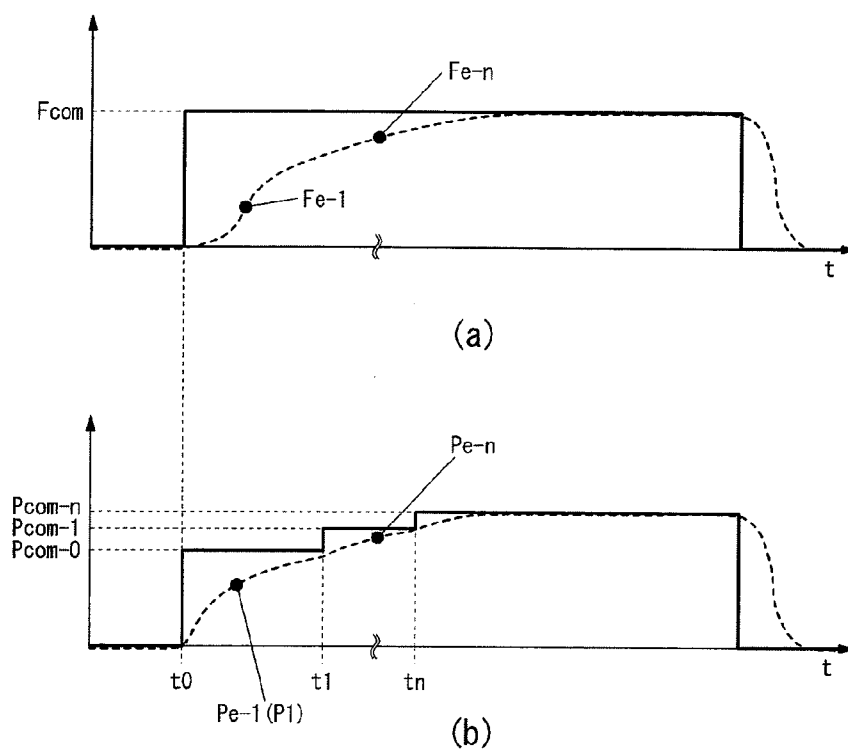 Fe-n
Fcom
Fe-1
t
(a)
Pe-n
Pcom-n
Pcom-1
Pcom-0
t0
t1
tn
t
Pe-1(P1)
(b)